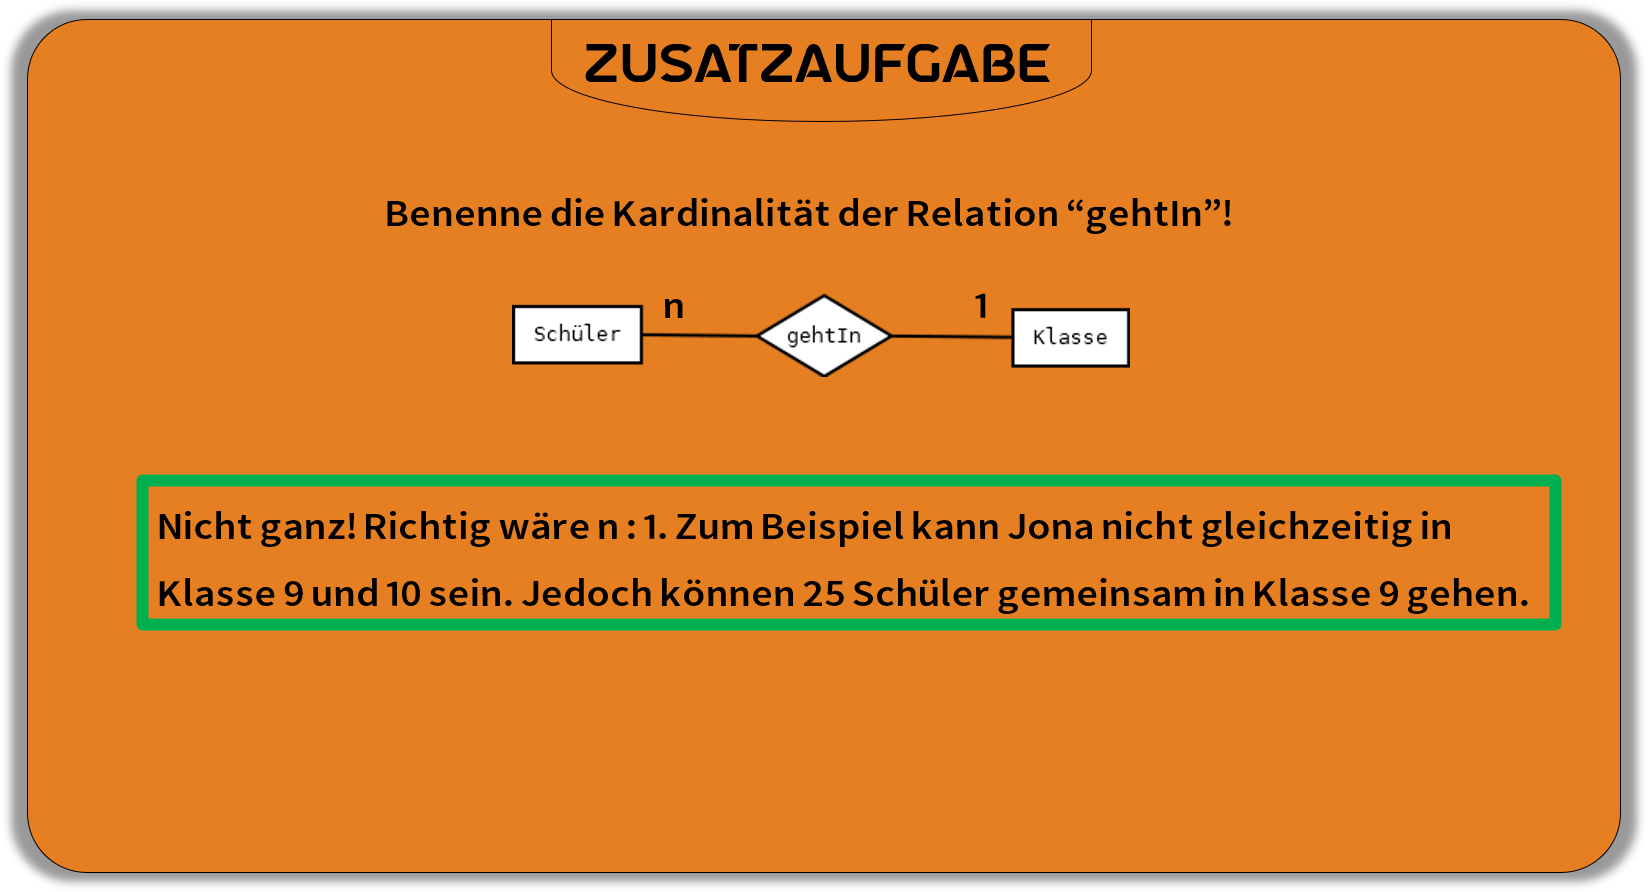 ZUSATZAUFGABE
Benenne die Kardinalität der Relation “gehtIn”!
n 1
Schüler gehtIn Klasse
Nicht ganz! Richtig wäre n : 1. Zum Beispiel kann Jona nicht gleichzeitig in
Klasse 9 und 10 sein. Jedoch können 25 Schüler gemeinsam in Klasse 9 gehen.